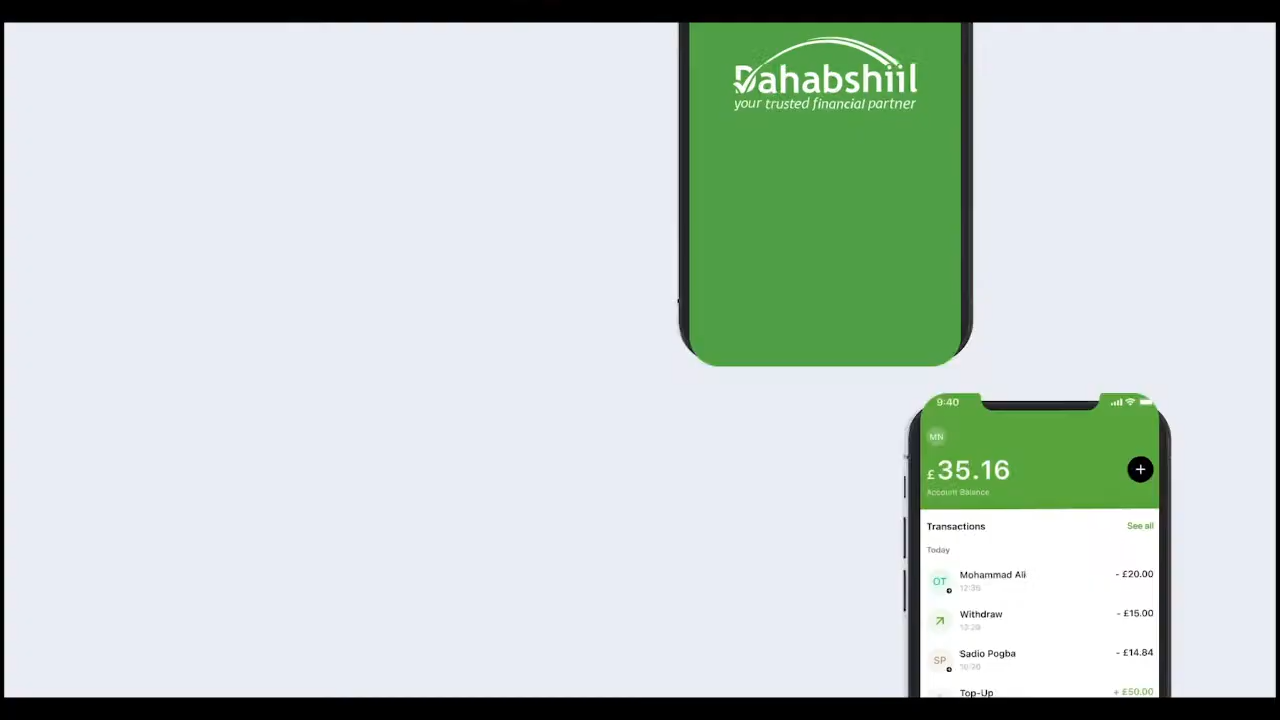 Dahabshiil
your trusted financial partner
9:40
MN
£35.16
Account Balance
Transactions
See all
Today
OT
Mohammad Ali
- £20.00
Withdraw
- £15.00
SP
Sadio Pogba
- £14.84
Top-Up
+ £50.00